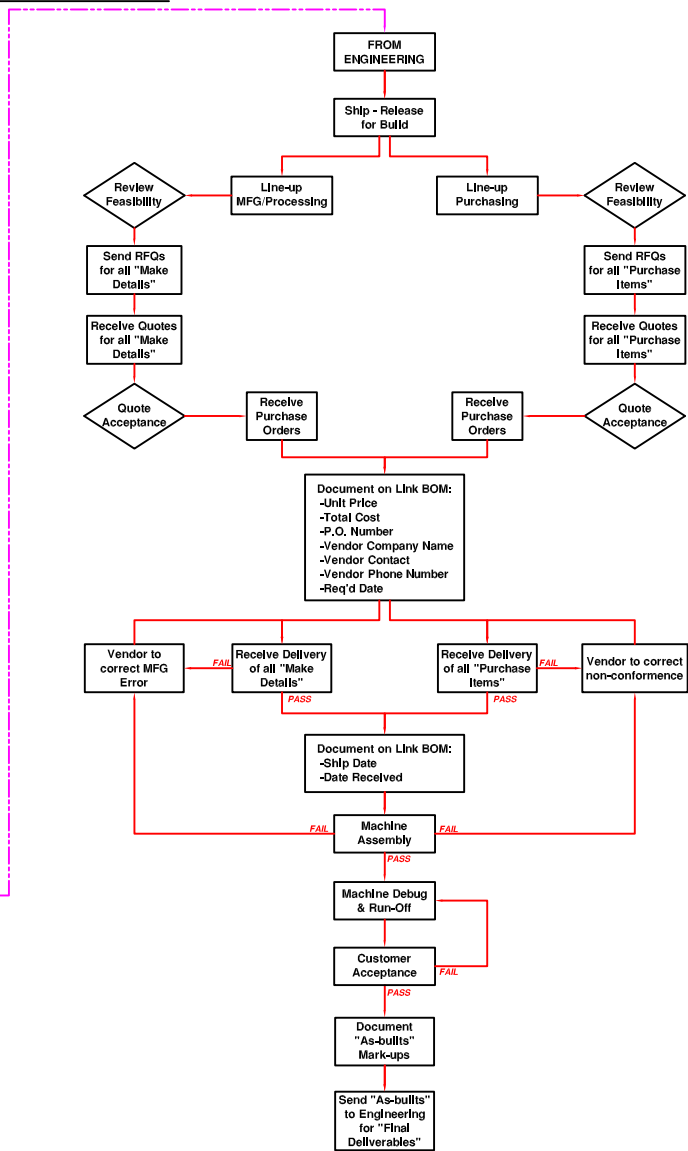 FROM
ENGINEERING
Ship - Release
for Build
Review
Feasibility
Line-up
MFG/Processing
Line-up
Purchasing
Review
Feasibility
Send RFQs
for all "Make
Details"
Send RFQs
for all "Purchase
Items"
Receive Quotes
for all "Make
Details"
Receive Quotes
for all "Purchase
Items"
Quote
Acceptance
Receive
Purchase
Orders
Receive
Purchase
Orders
Quote
Acceptance
Document on Link BOM:
-Unit Price
-Total Cost
-P.O. Number
-Vendor Company Name
-Vendor Contact
-Vendor Phone Number
-Req'd Date
Vendor to
correct MFG
Error
FAIL
Receive Delivery
of all "Make
Details"
Receive Delivery
of all "Purchase
Items"
FAIL
Vendor to correct
non-conformence
PASS
PASS
Document on Link BOM:
-Ship Date
-Date Received
FAIL
Machine
Assembly
FAIL
PASS
Machine Debug
& Run-Off
Customer
Acceptance
FAIL
PASS
Document
"As-builts"
Mark-ups
Send "As-builts"
to Engineering
for "Final
Deliverables"